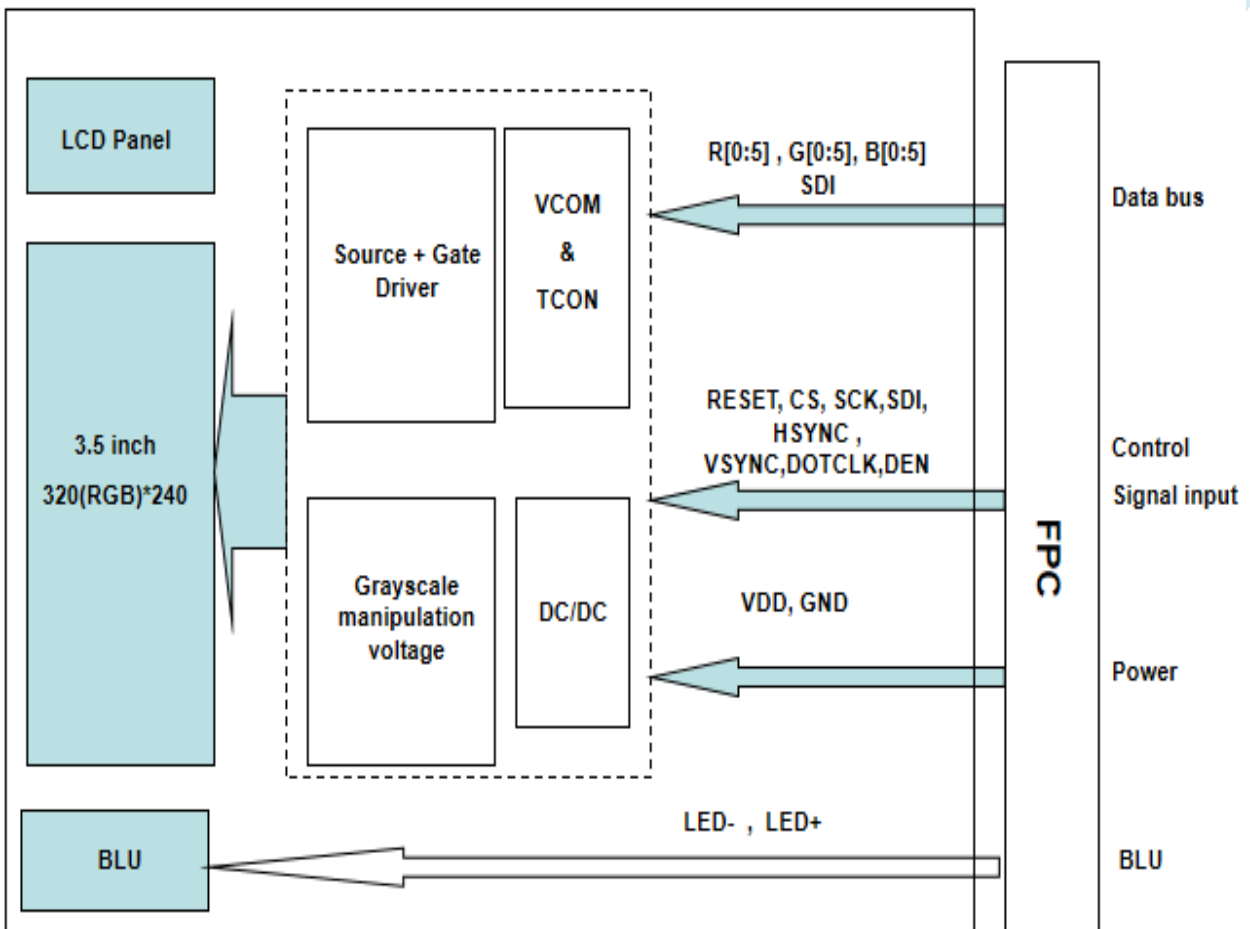 LCD Panel
3.5 inch
320(RGB)*240
BLU
Source + Gate
Driver
VCOM
&
TCON
Grayscale
manipulation
voltage
DC/DC
R[0:5] , G[0:5], B[0:5]
SDI
RESET, CS, SCK,SDI,
HSYNC ,
VSYNC,DOTCLK,DEN
VDD, GND
LED- , LED+
FPC
Data bus
Control
Signal input
Power
BLU